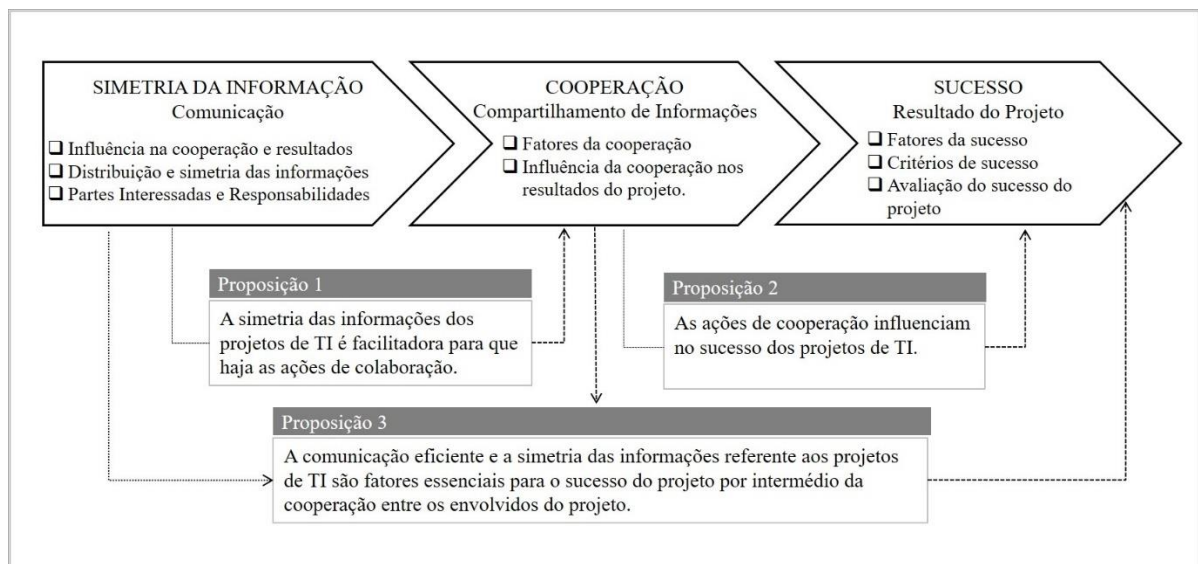 SIMETRIA DA INFORMAÇÃO
Comunicação
❑ Influência na cooperação e resultados
❑ Distribuição e simetria das informações
❑ Partes Interessadas e Responsabilidades
COOPERAÇÃO
Compartilhamento de Informações
❑ Fatores da cooperação
❑ Influência da cooperação nos
resultados do projeto.
SUCESSO
Resultado do Projeto
❑ Fatores da sucesso
❑ Critérios de sucesso
❑ Avaliação do sucesso do
projeto
Proposição 1
A simetria das informações dos
projetos de TI é facilitadora para que
haja as ações de colaboração.
Proposição 2
As ações de cooperação influenciam
no sucesso dos projetos de TI.
Proposição 3
A comunicação eficiente e a simetria das informações referente aos projetos
de TI são fatores essenciais para o sucesso do projeto por intermédio da
cooperação entre os envolvidos do projeto.